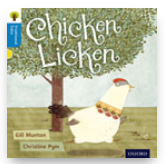 Chicken
Licken
Gill Munton
Christine Pym
OXFORD